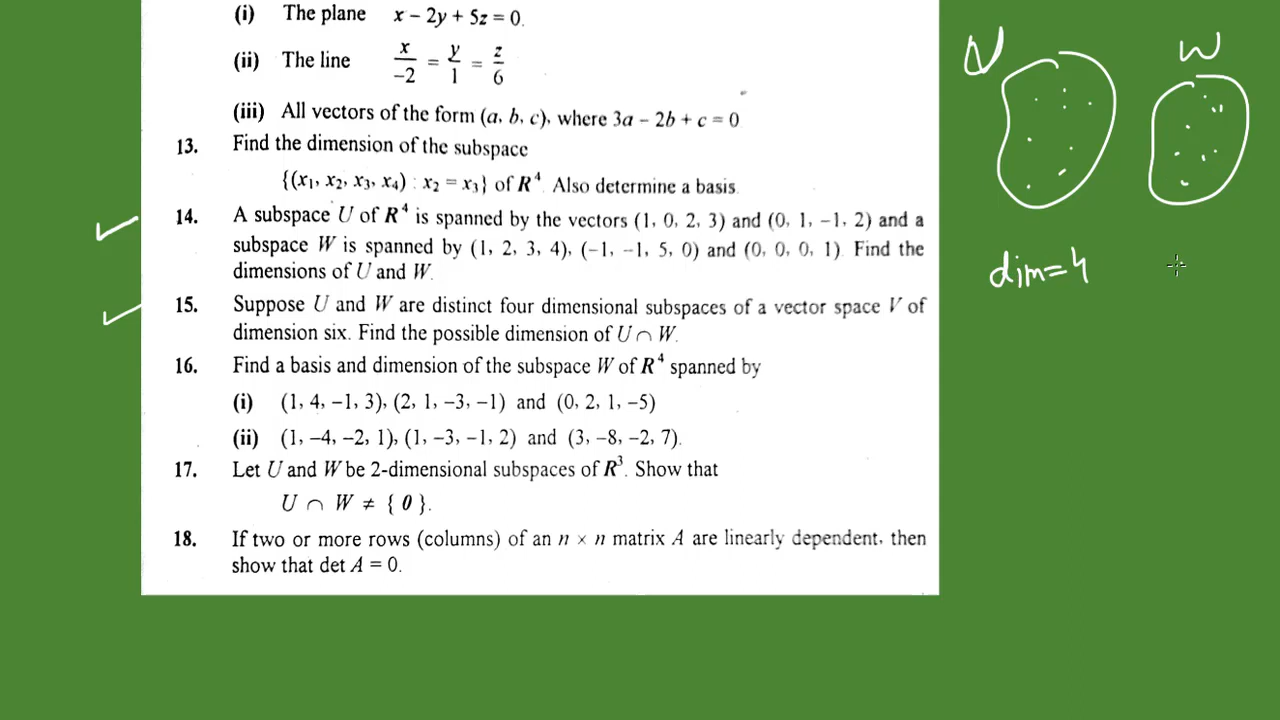 (i) The plane x – 2y + 5z = 0.
(ii) The line x/–2 = y/1 = z/6
(iii) All vectors of the form (a, b, c), where 3a – 2b + c = 0
13. Find the dimension of the subspace
{(x₁, x₂, x₃, x₄) : x₂ = x₃} of R⁴. Also determine a basis.
14. A subspace U of R⁴ is spanned by the vectors (1, 0, 2, 3) and (0, 1, –1, 2) and a
subspace W is spanned by (1, 2, 3, 4), (–1, –1, 5, 0) and (0, 0, 0, 1). Find the
dimensions of U and W.
15. Suppose U and W are distinct four dimensional subspaces of a vector space V of
dimension six. Find the possible dimension of U ∩ W.
16. Find a basis and dimension of the subspace W of R⁴ spanned by
(i) (1, 4, –1, 3), (2, 1, –3, –1) and (0, 2, 1, –5)
(ii) (1, –4, –2, 1), (1, –3, –1, 2) and (3, –8, –2, 7).
17. Let U and W be 2-dimensional subspaces of R³. Show that
U ∩ W ≠ {0}.
18. If two or more rows (columns) of an n × n matrix A are linearly dependent, then
show that det A = 0.
W
dim=4